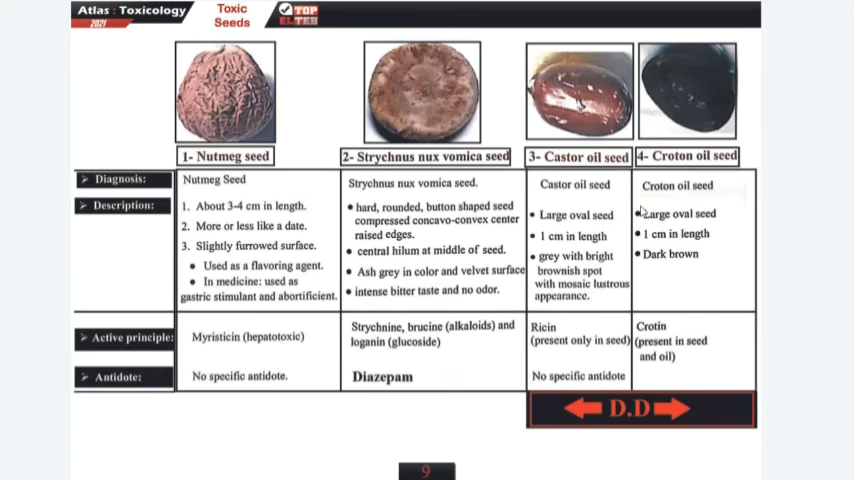 Atlas : Toxicology
2021
Toxic
Seeds
TOP
ELTEB
1- Nutmeg seed
2- Strychnus nux vomica seed
3- Castor oil seed
4- Croton oil seed
➢ Diagnosis:
Nutmeg Seed
Strychnus nux vomica seed.
Castor oil seed
Croton oil seed
➢ Description:
1. About 3-4 cm in length.
2. More or less like a date.
3. Slightly furrowed surface.
• Used as a flavoring agent.
• In medicine: used as
gastric stimulant and abortificient.
• hard, rounded, button shaped seed
compressed concavo-convex center
raised edges.
• central hilum at middle of seed.
• Ash grey in color and velvet surface
• intense bitter taste and no odor.
• Large oval seed
• 1 cm in length
• grey with bright
brownish spot
with mosaic lustrous
appearance.
• Large oval seed
• 1 cm in length
• Dark brown
➢ Active principle:
Myristicin (hepatotoxic)
Strychnine, brucine (alkaloids) and
loganin (glucoside)
Ricin
(present only in seed)
Crotin
(present in seed
and oil)
➢ Antidote:
No specific antidote.
Diazepam
No specific antidote
D.D
9